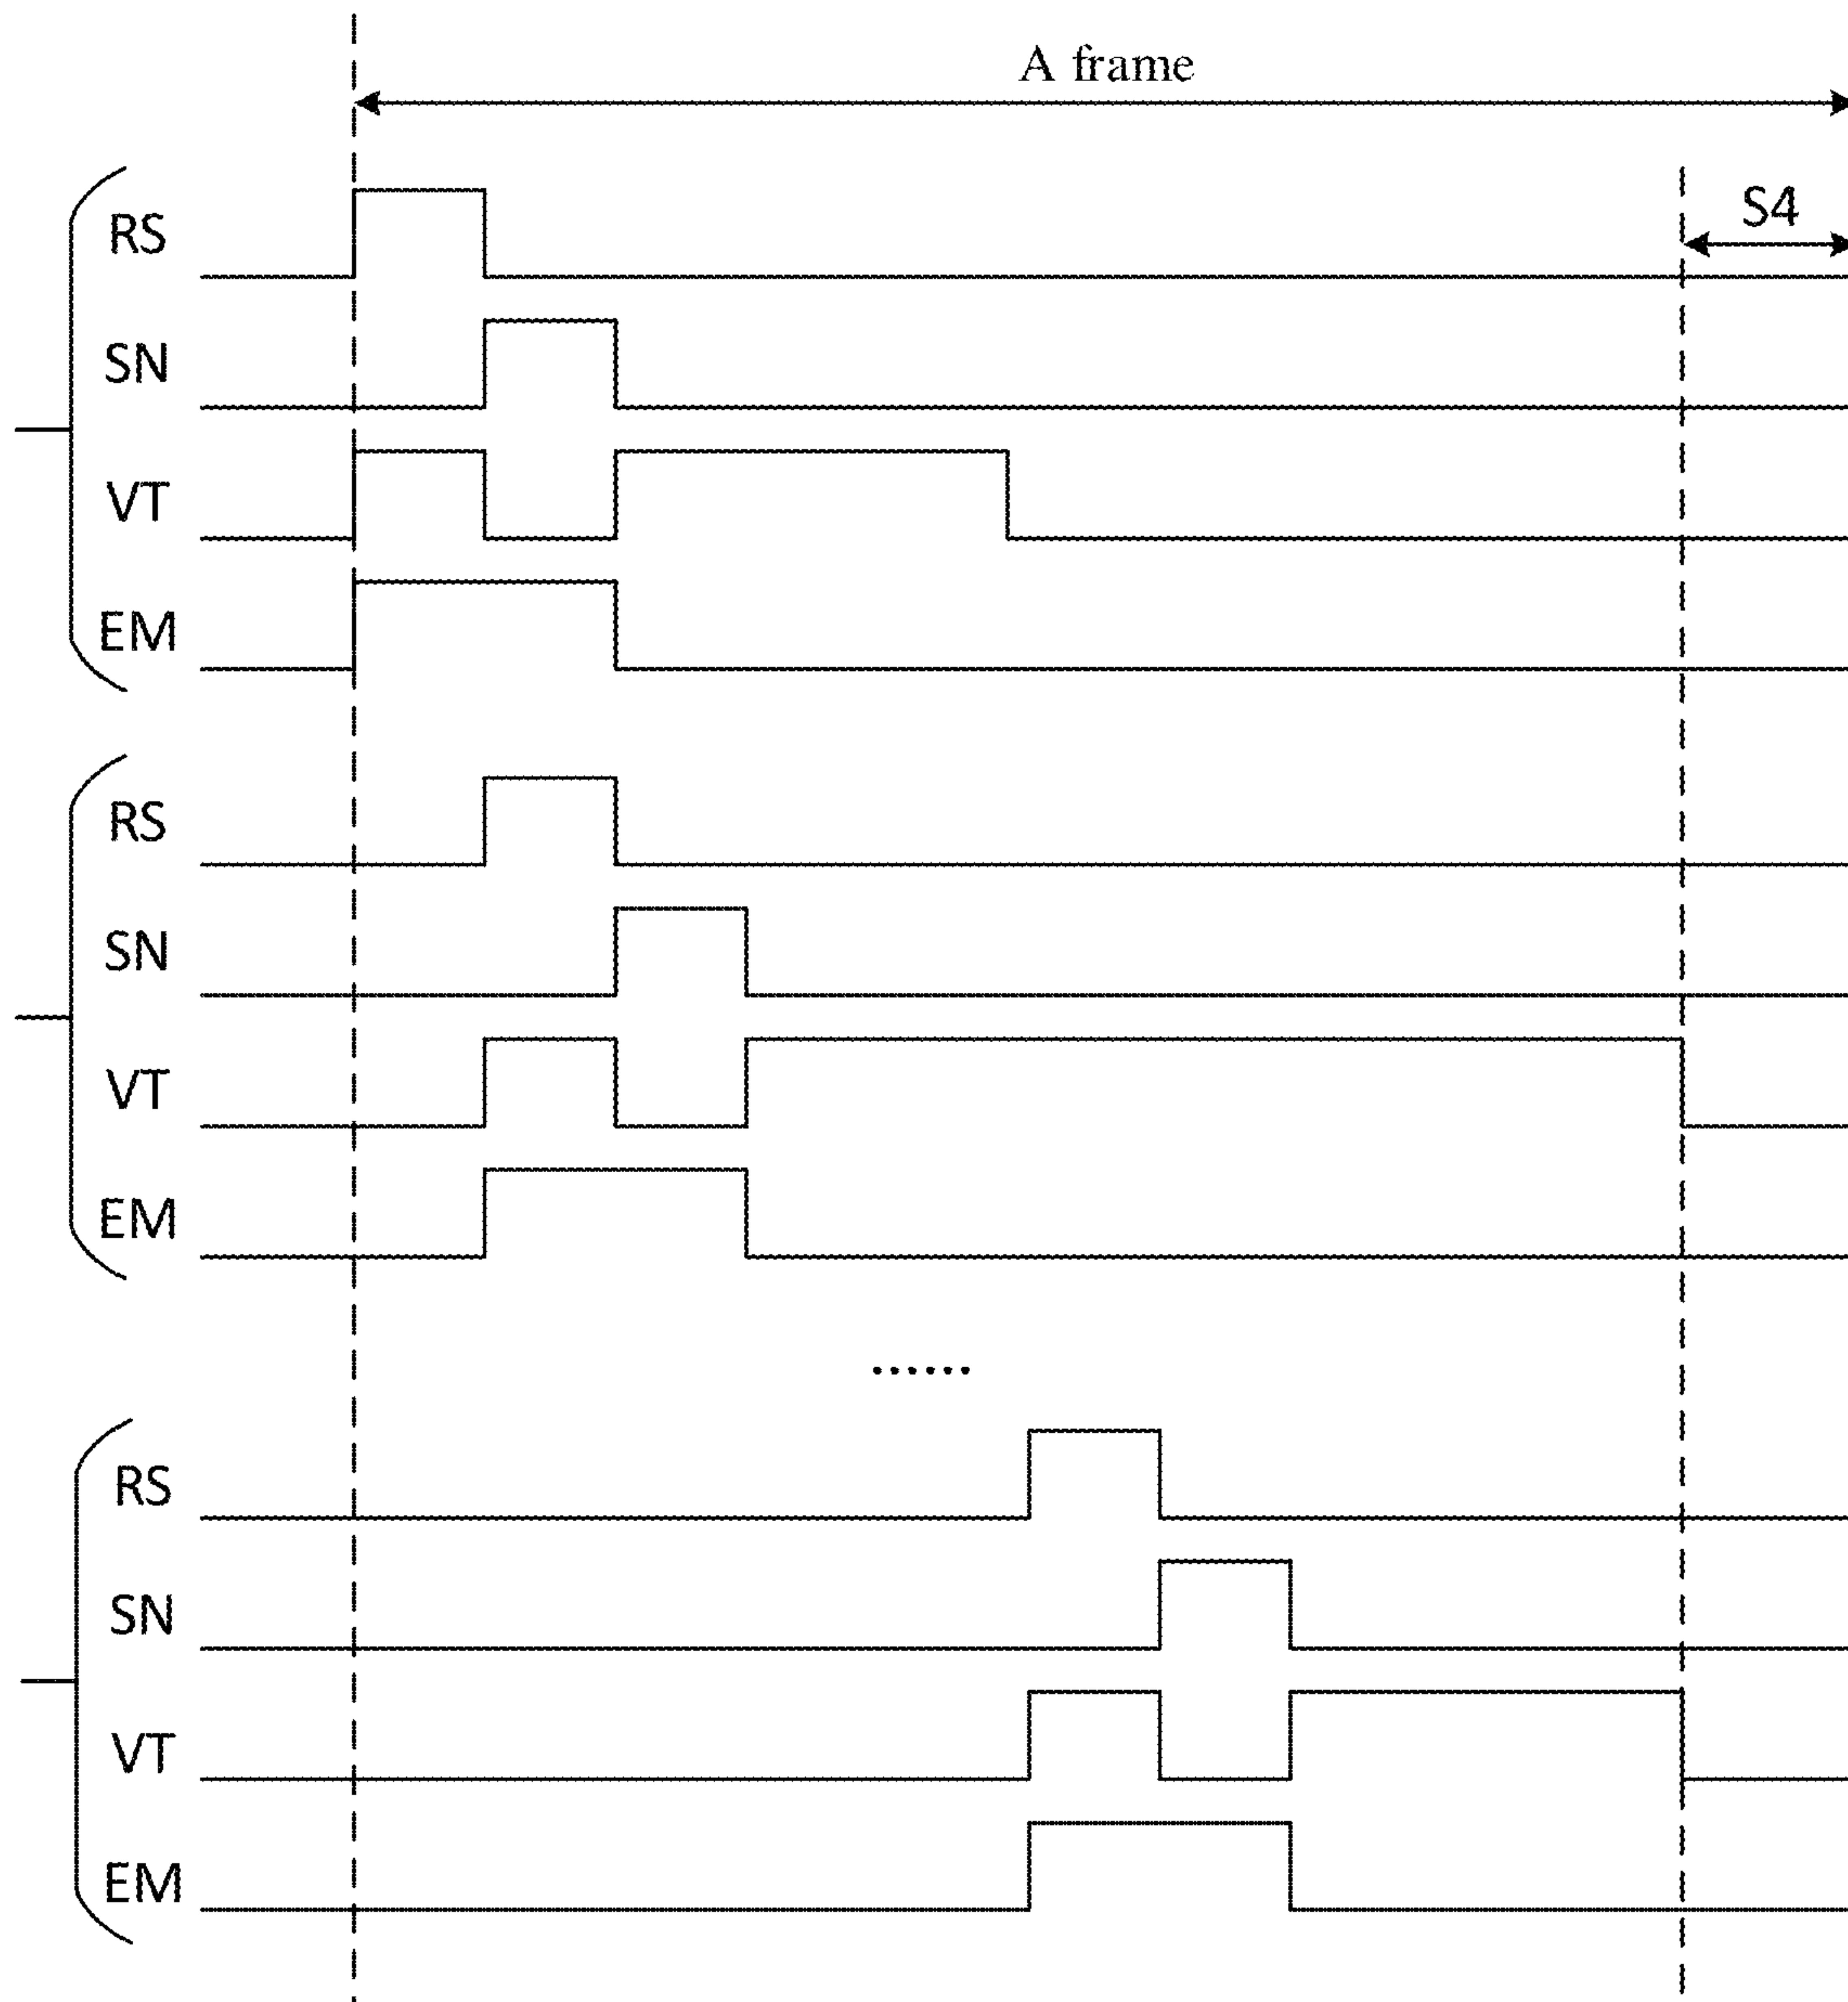 A frame
S4
RS
SN
VT
EM
RS
SN
VT
EM
......
RS
SN
VT
EM